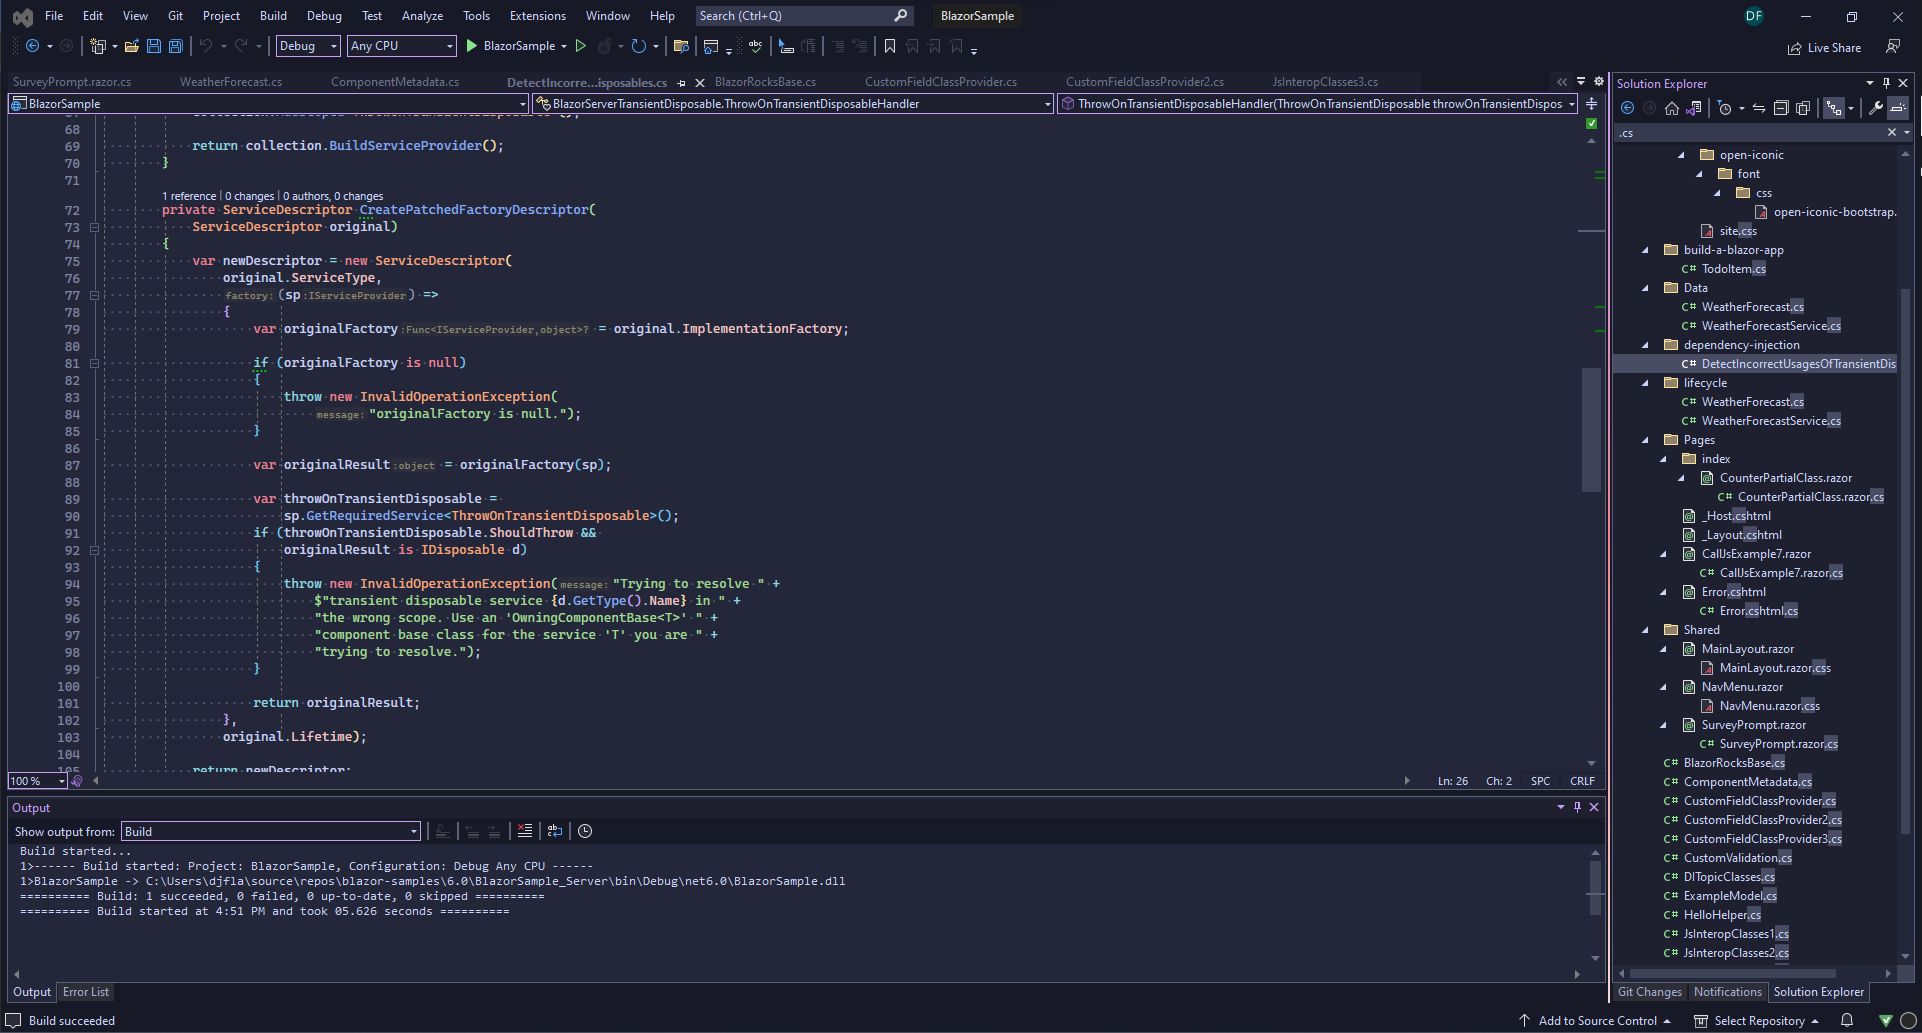 File Edit View Git Project Build Debug Test Analyze Tools Extensions Window Help Search (Ctrl+Q) BlazorSample DF
Debug Any CPU BlazorSample Live Share
SurveyPrompt.razor.cs WeatherForecast.cs ComponentMetadata.cs DetectIncorre...isposables.cs BlazorRocksBase.cs CustomFieldClassProvider.cs CustomFieldClassProvider2.cs JsInteropClasses3.cs
BlazorSample BlazorServerTransientDisposable.ThrowOnTransientDisposableHandler ThrowOnTransientDisposableHandler(ThrowOnTransientDisposable throwOnTransientDispos
68
69 return collection.BuildServiceProvider();
70 }
71
1 reference | 0 changes | 0 authors, 0 changes
72 private ServiceDescriptor CreatePatchedFactoryDescriptor(
73 ServiceDescriptor original)
74 {
75 var newDescriptor = new ServiceDescriptor(
76 original.ServiceType,
77 factory: (sp :IServiceProvider ) =>
78 {
79 var originalFactory :Func<IServiceProvider,object>? = original.ImplementationFactory;
80
81 if (originalFactory is null)
82 {
83 throw new InvalidOperationException(
84 message: "originalFactory is null.");
85 }
86
87 var originalResult :object = originalFactory(sp);
88
89 var throwOnTransientDisposable =
90 sp.GetRequiredService<ThrowOnTransientDisposable>();
91 if (throwOnTransientDisposable.ShouldThrow &&
92 originalResult is IDisposable d)
93 {
94 throw new InvalidOperationException( message: "Trying to resolve " +
95 $"transient disposable service {d.GetType().Name} in " +
96 "the wrong scope. Use an 'OwningComponentBase<T>' " +
97 "component base class for the service 'T' you are " +
98 "trying to resolve.");
99 }
100
101 return originalResult;
102 },
103 original.Lifetime);
104
105 return newDescriptor;
100 % Ln: 26 Ch: 2 SPC CRLF
Output
Show output from: Build
Build started...
1>------ Build started: Project: BlazorSample, Configuration: Debug Any CPU ------
1>BlazorSample -> C:\Users\djfla\source\repos\blazor-samples\6.0\BlazorSample_Server\bin\Debug\net6.0\BlazorSample.dll
========== Build: 1 succeeded, 0 failed, 0 up-to-date, 0 skipped ==========
========== Build started at 4:51 PM and took 05.626 seconds ==========
Output Error List
Build succeeded
Solution Explorer
.cs
open-iconic
font
css
open-iconic-bootstrap.
site.css
build-a-blazor-app
C# TodoItem.cs
Data
C# WeatherForecast.cs
C# WeatherForecastService.cs
dependency-injection
C# DetectIncorrectUsagesOfTransientDis
lifecycle
C# WeatherForecast.cs
C# WeatherForecastService.cs
Pages
index
CounterPartialClass.razor
C# CounterPartialClass.razor.cs
_Host.cshtml
_Layout.cshtml
CallJsExample7.razor
C# CallJsExample7.razor.cs
Error.cshtml
C# Error.cshtml.cs
Shared
MainLayout.razor
MainLayout.razor.css
NavMenu.razor
NavMenu.razor.css
SurveyPrompt.razor
C# SurveyPrompt.razor.cs
C# BlazorRocksBase.cs
C# ComponentMetadata.cs
C# CustomFieldClassProvider.cs
C# CustomFieldClassProvider2.cs
C# CustomFieldClassProvider3.cs
C# CustomValidation.cs
C# DITopicClasses.cs
C# ExampleModel.cs
C# HelloHelper.cs
C# JsInteropClasses1.cs
C# JsInteropClasses2.cs
Git Changes Notifications Solution Explorer
Add to Source Control Select Repository